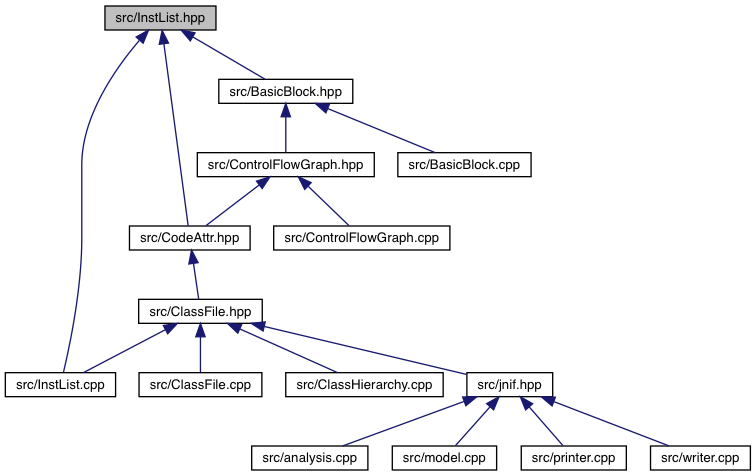 src/InstList.hpp
src/BasicBlock.hpp
src/ControlFlowGraph.hpp
src/BasicBlock.cpp
src/CodeAttr.hpp
src/ControlFlowGraph.cpp
src/ClassFile.hpp
src/InstList.cpp
src/ClassFile.cpp
src/ClassHierarchy.cpp
src/jnif.hpp
src/analysis.cpp
src/model.cpp
src/printer.cpp
src/writer.cpp